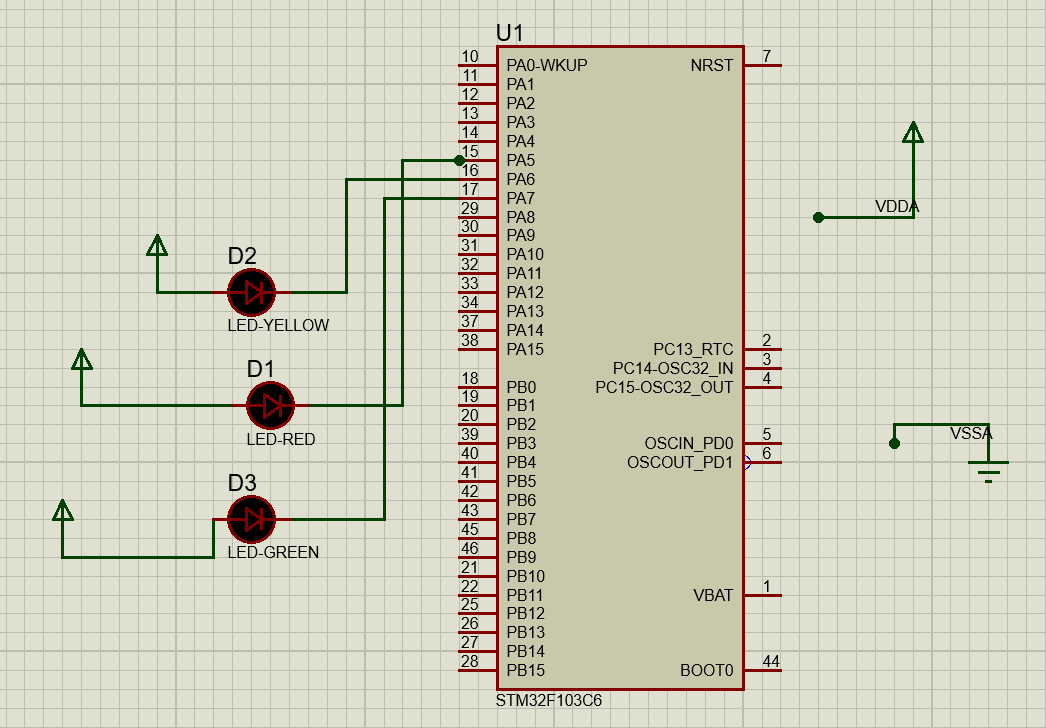 U1
10 PA0-WKUP NRST 7
11 PA1
12 PA2
13 PA3
14 PA4
15 PA5
16 PA6
17 PA7
29 PA8
VDDA
30 PA9
31 PA10
D2
32 PA11
33 PA12
34 PA13
LED-YELLOW
37 PA14
38 PA15 PC13_RTC 2
PC14-OSC32_IN 3
D1
18 PB0 PC15-OSC32_OUT 4
19 PB1
20 PB2
LED-RED
39 PB3 OSCIN_PD0 5
VSSA
40 PB4 OSCOUT_PD1 6
41 PB5
D3
42 PB6
43 PB7
45 PB8
LED-GREEN
46 PB9
21 PB10
22 PB11 VBAT 1
25 PB12
26 PB13
27 PB14
28 PB15 BOOT0 44
STM32F103C6